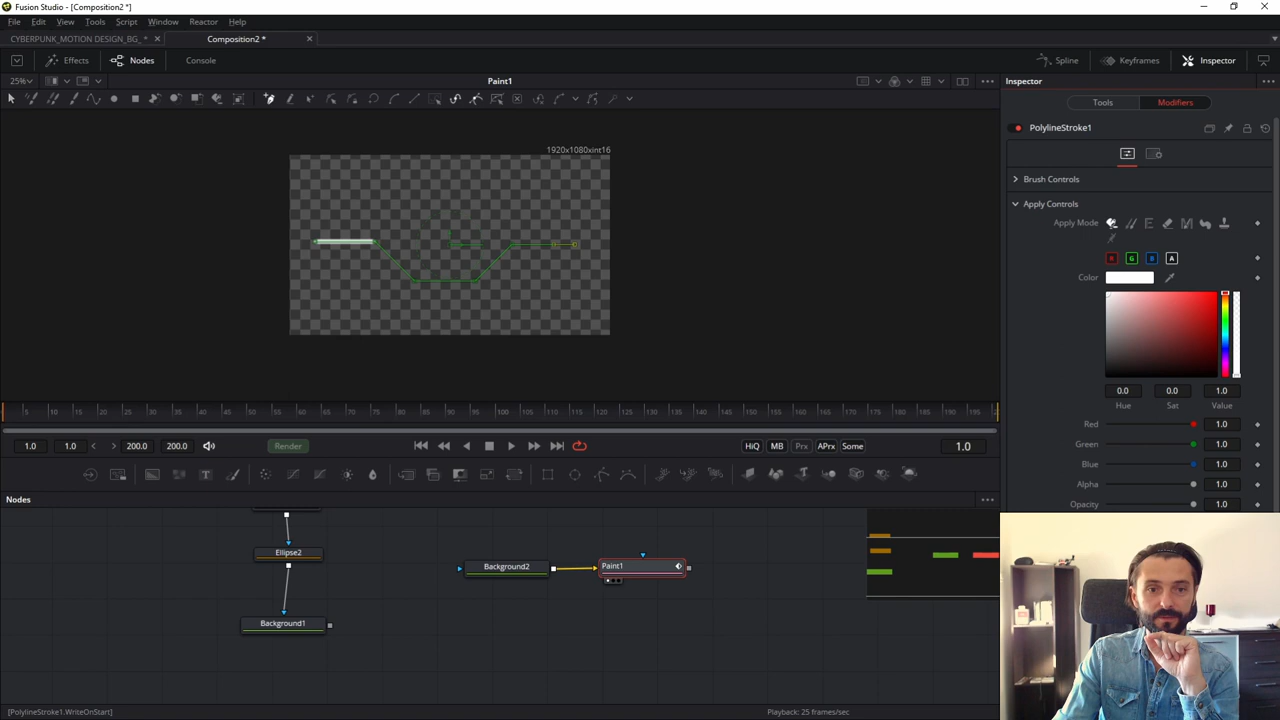 Fusion Studio - [Composition2 *]
File Edit View Tools Script Window Reactor Help
CYBERPUNK_MOTION DESIGN_BG_ * Composition2 *
Effects Nodes Console Spline Keyframes Inspector
25% Paint1 Inspector
Tools Modifiers
PolylineStroke1
1920x1080xint16
Brush Controls
Apply Controls
Apply Mode
R G B A
Color
0.0 0.0 1.0
Hue Sat Value
5 10 15 20 25 30 35 40 45 50 55 60 65 70 75 80 85 90 95 100 105 110 115 120 125 130 135 140 145 150 155 160 165 170 175 180 185 190 195
Red 1.0
1.0 1.0 200.0 200.0 Render HiQ MB Prx APrx Some 1.0
Green 1.0
Blue 1.0
Alpha 1.0
Opacity 1.0
Nodes
Ellipse2
Background2 Paint1
Background1
[PolylineStroke1.WriteOnStart] Playback: 25 frames/sec